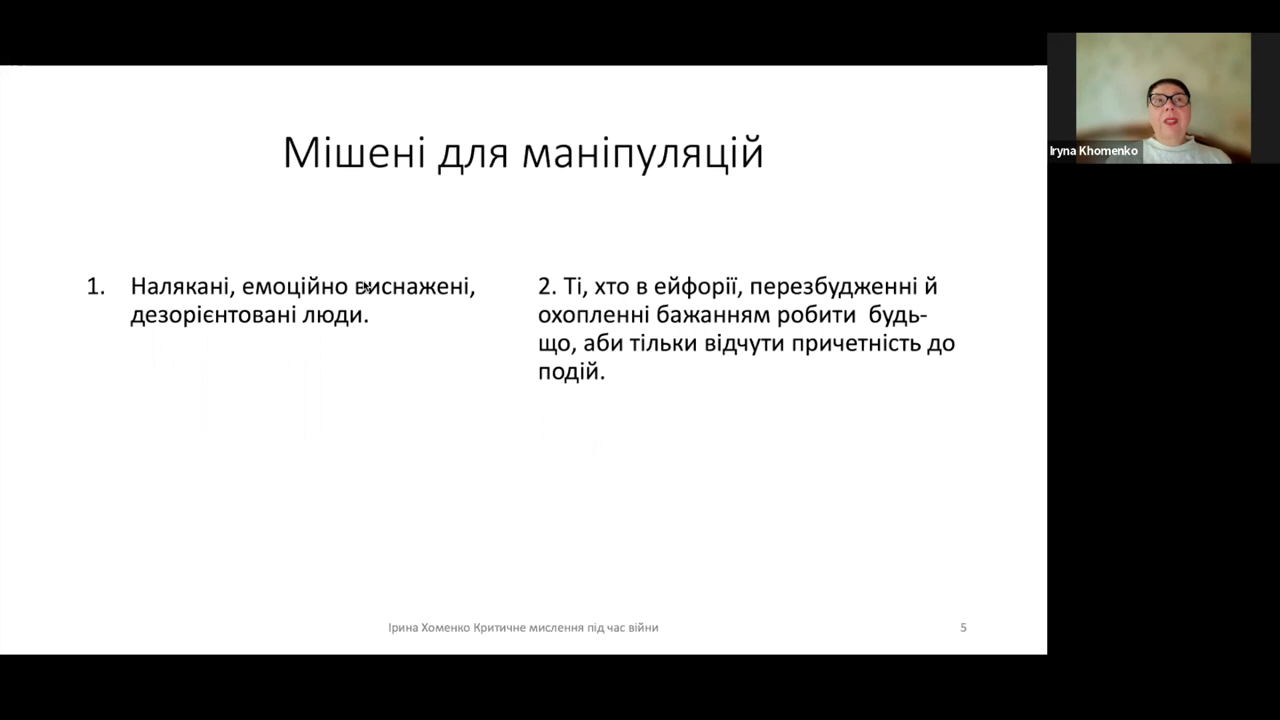 Мішені для маніпуляцій
1. Налякані, емоційно виснажені,
дезорієнтовані люди.
2. Ті, хто в ейфорії, перезбудженні й
охопленні бажанням робити будь-
що, аби тільки відчути причетність до
подій.
Ірина Хоменко Критичне мислення під час війни
5
Iryna Khomenko